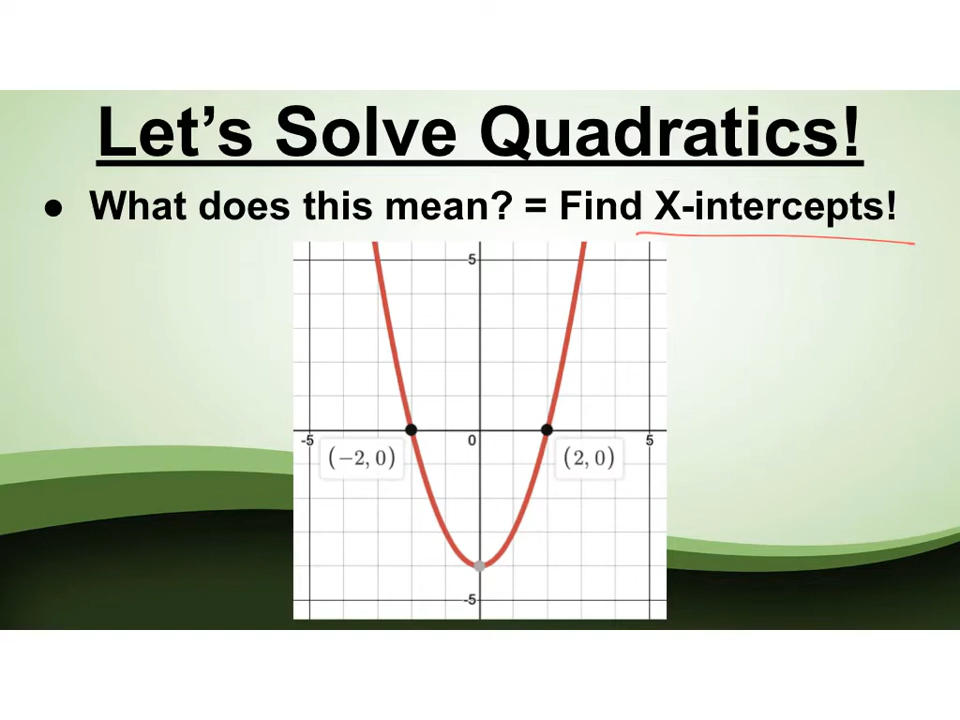 Let’s Solve Quadratics!
● What does this mean? = Find X-intercepts!
5
-5 0 5
(−2, 0) (2, 0)
-5